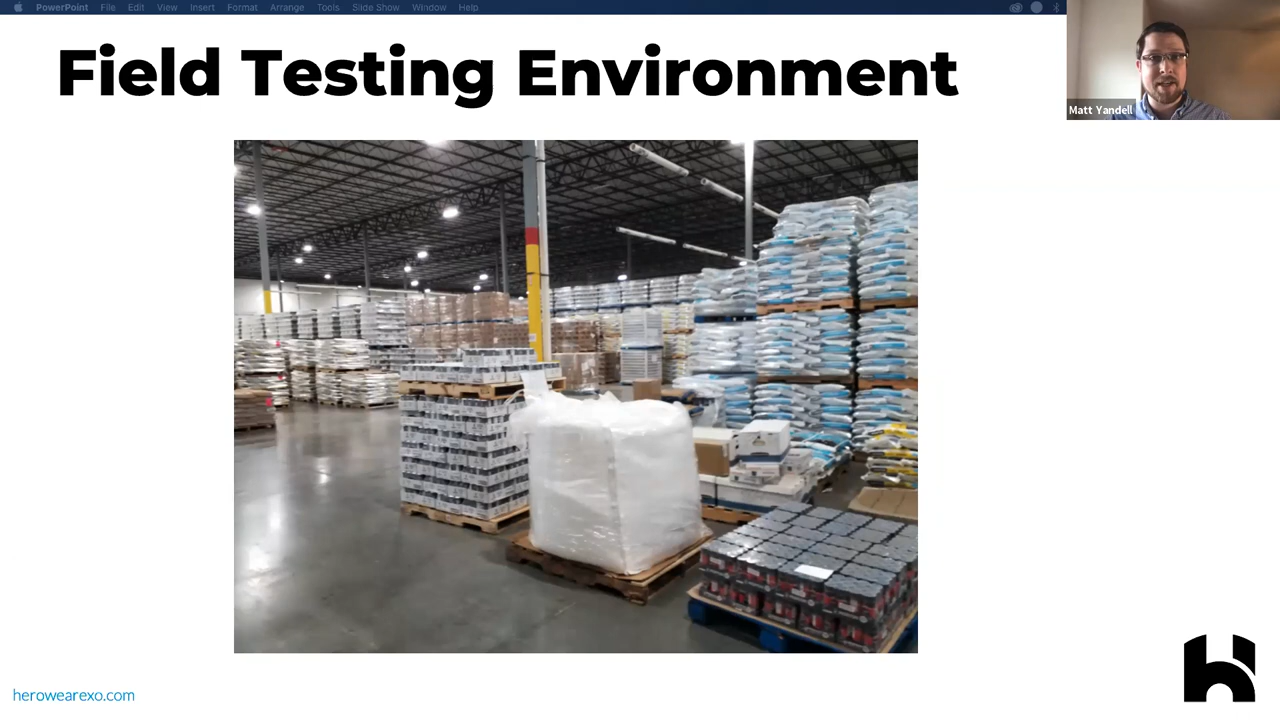 PowerPoint File Edit View Insert Format Arrange Tools Slide Show Window Help
Field Testing Environment
Matt Yandell
herowearexo.com